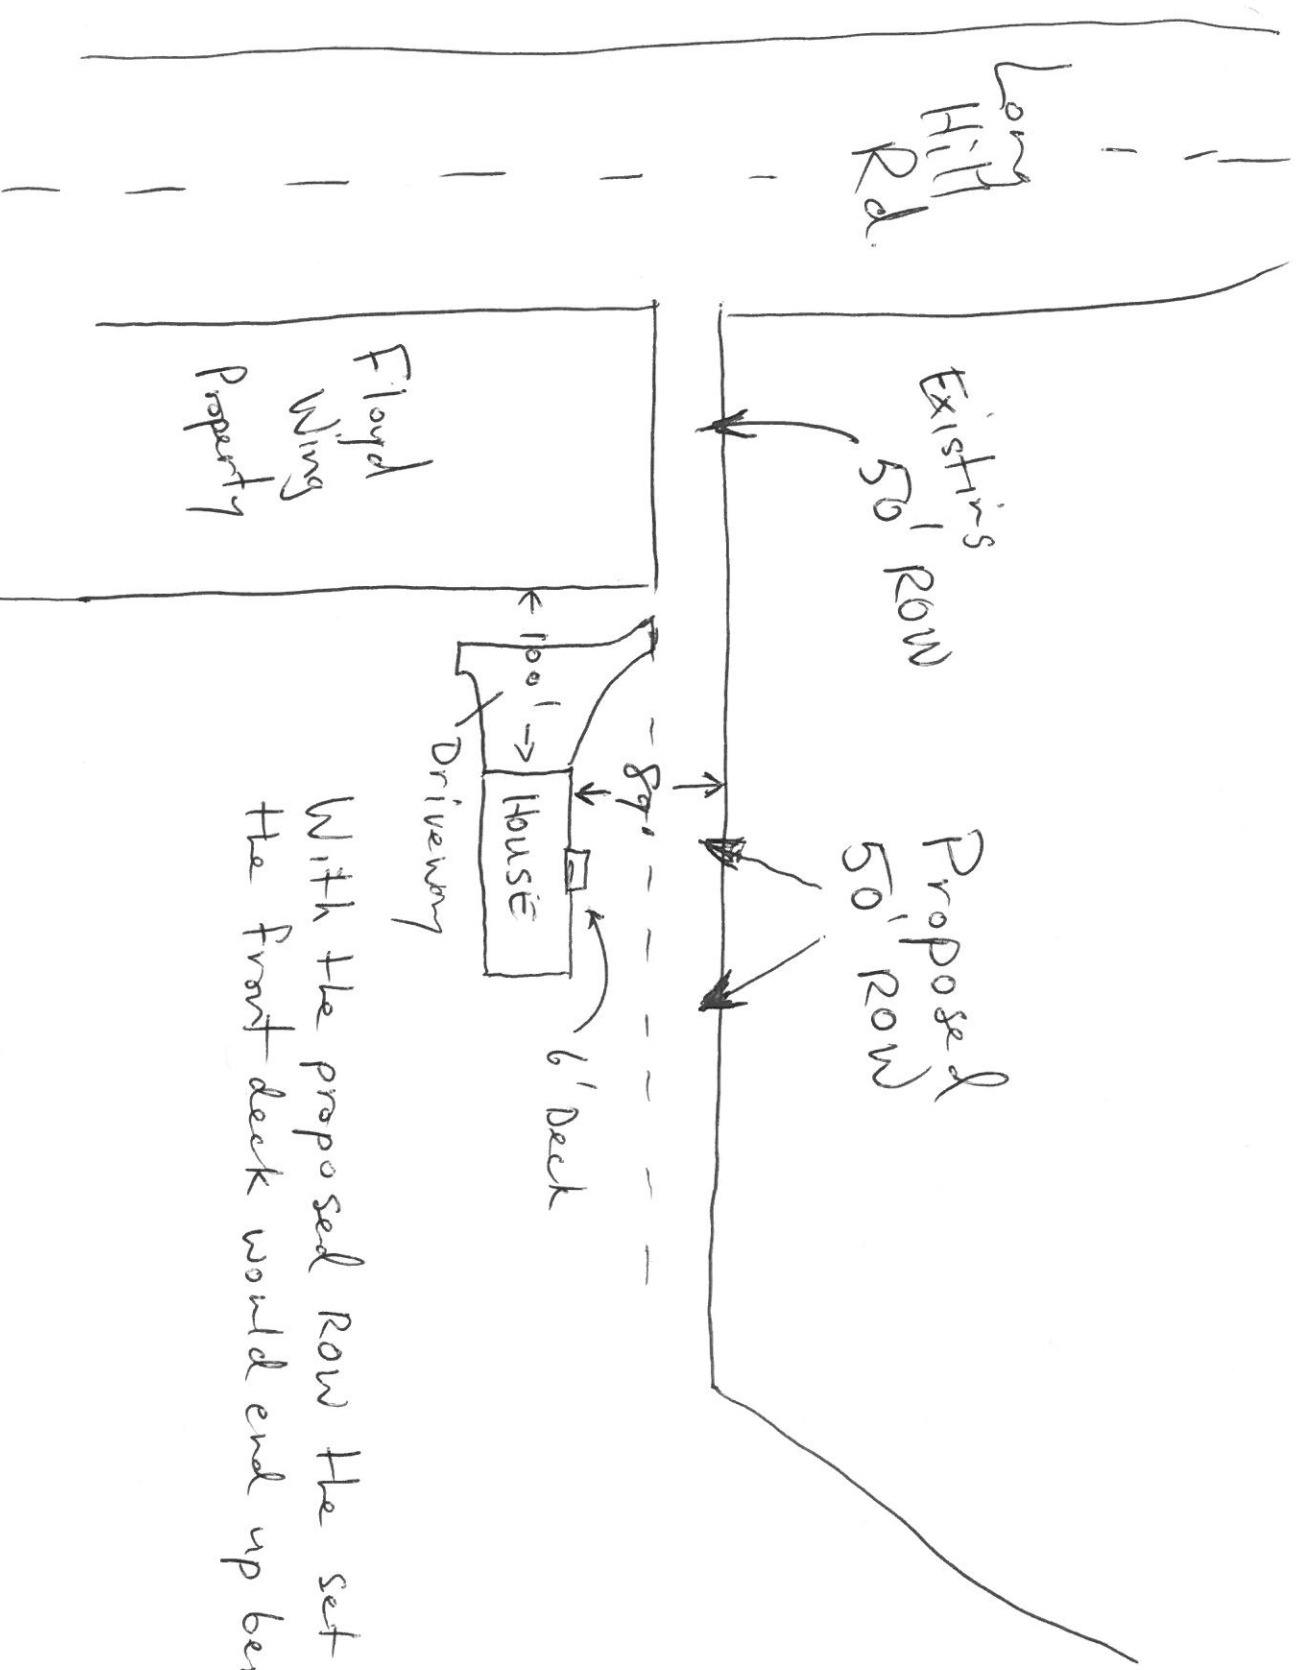 Long
Hill
Rd.
Existing
50' ROW
Proposed
50' ROW
Floyd
Wing
Property
100'
89'
House
Driveway
6' Deck
With the proposed ROW the set
the front deck would end up